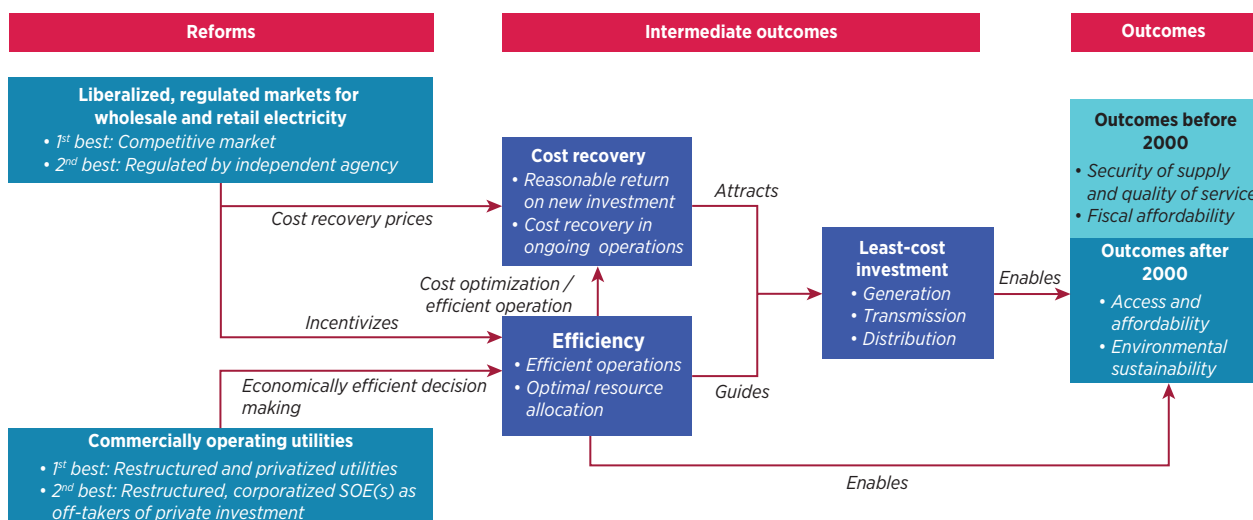 Reforms
Intermediate outcomes
Outcomes
Liberalized, regulated markets for
wholesale and retail electricity
• 1st best: Competitive market
• 2nd best: Regulated by independent agency
Cost recovery prices
Incentivizes
Economically efficient decision
making
Commercially operating utilities
• 1st best: Restructured and privatized utilities
• 2nd best: Restructured, corporatized SOE(s) as
off-takers of private investment
Cost recovery
• Reasonable return
on new investment
• Cost recovery in
ongoing operations
Cost optimization /
efficient operation
Efficiency
• Efficient operations
• Optimal resource
allocation
Attracts
Guides
Least-cost
investment
• Generation
• Transmission
• Distribution
Enables
Enables
Outcomes before
2000
• Security of supply
and quality of service
• Fiscal affordability
Outcomes after
2000
• Access and
affordability
• Environmental
sustainability